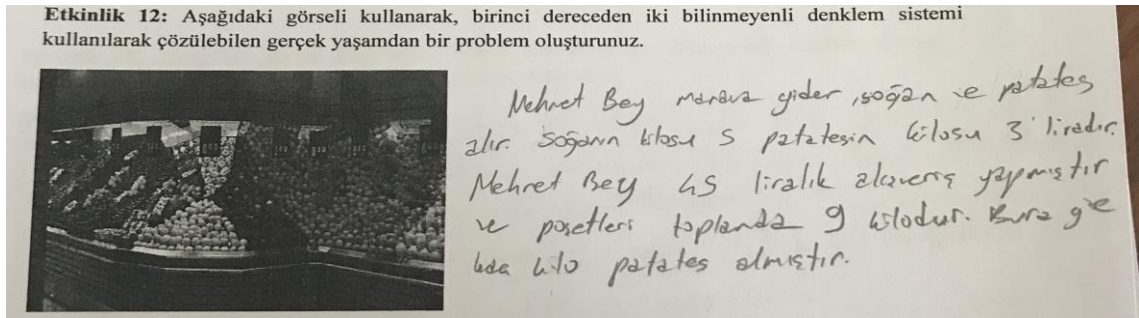 Etkinlik 12: Aşağıdaki görseli kullanarak, birinci dereceden iki bilinmeyenli denklem sistemi
kullanılarak çözülebilen gerçek yaşamdan bir problem oluşturunuz.
Mehmet Bey manava gider, soğan ve patates
alır. Soğanın kilosu 5 patatesin kilosu 3 liradır.
Mehmet Bey 45 liralık alışveriş yapmıştır
ve poşetleri toplamda 9 kilodur. Buna göre
kilo patates almıştır.